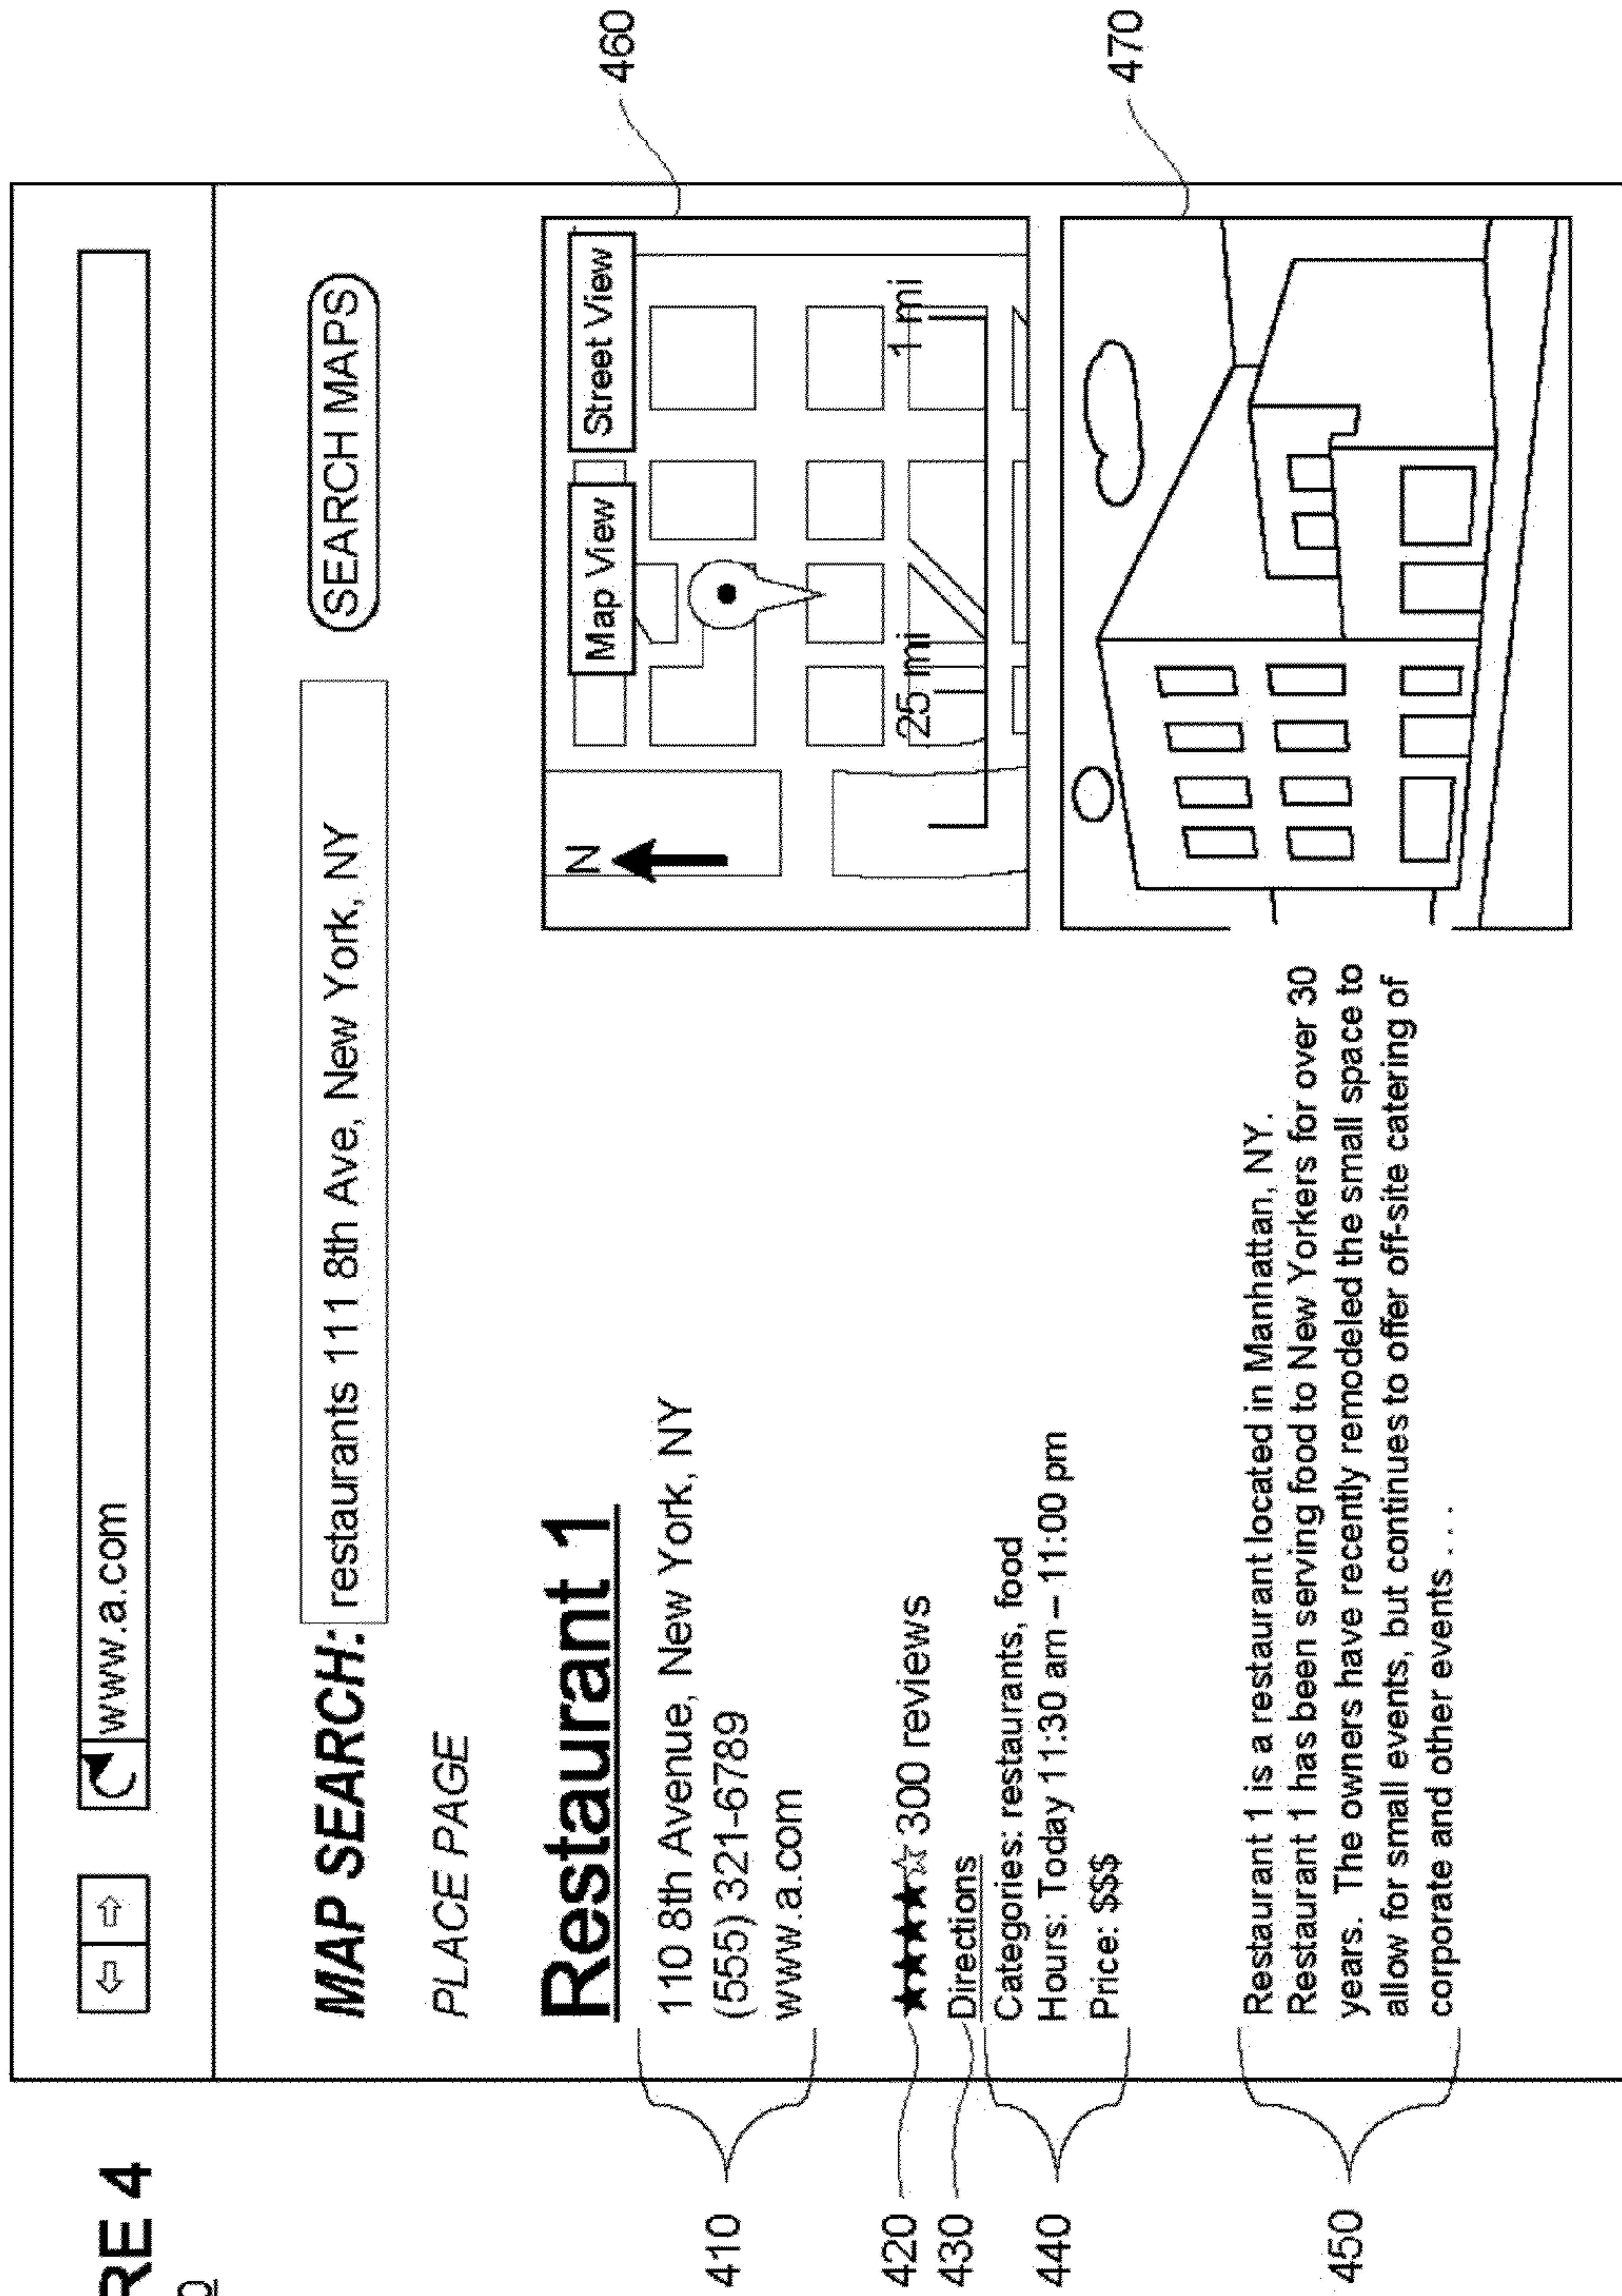 RE 4
www.a.com
MAP SEARCH: restaurants 111 8th Ave, New York, NY SEARCH MAPS
PLACE PAGE
Restaurant 1
110 8th Avenue, New York, NY
(555) 321-6789
www.a.com
★★★★☆ 300 reviews
Directions
Categories: restaurants, food
Hours: Today 11:30 am – 11:00 pm
Price: $$$
Restaurant 1 is a restaurant located in Manhattan, NY.
Restaurant 1 has been serving food to New Yorkers for over 30
years. The owners have recently remodeled the small space to
allow for small events, but continues to offer off-site catering of
corporate and other events . . .
410
420
430
440
450
N
Map View
Street View
25 mi
1 mi
460
470